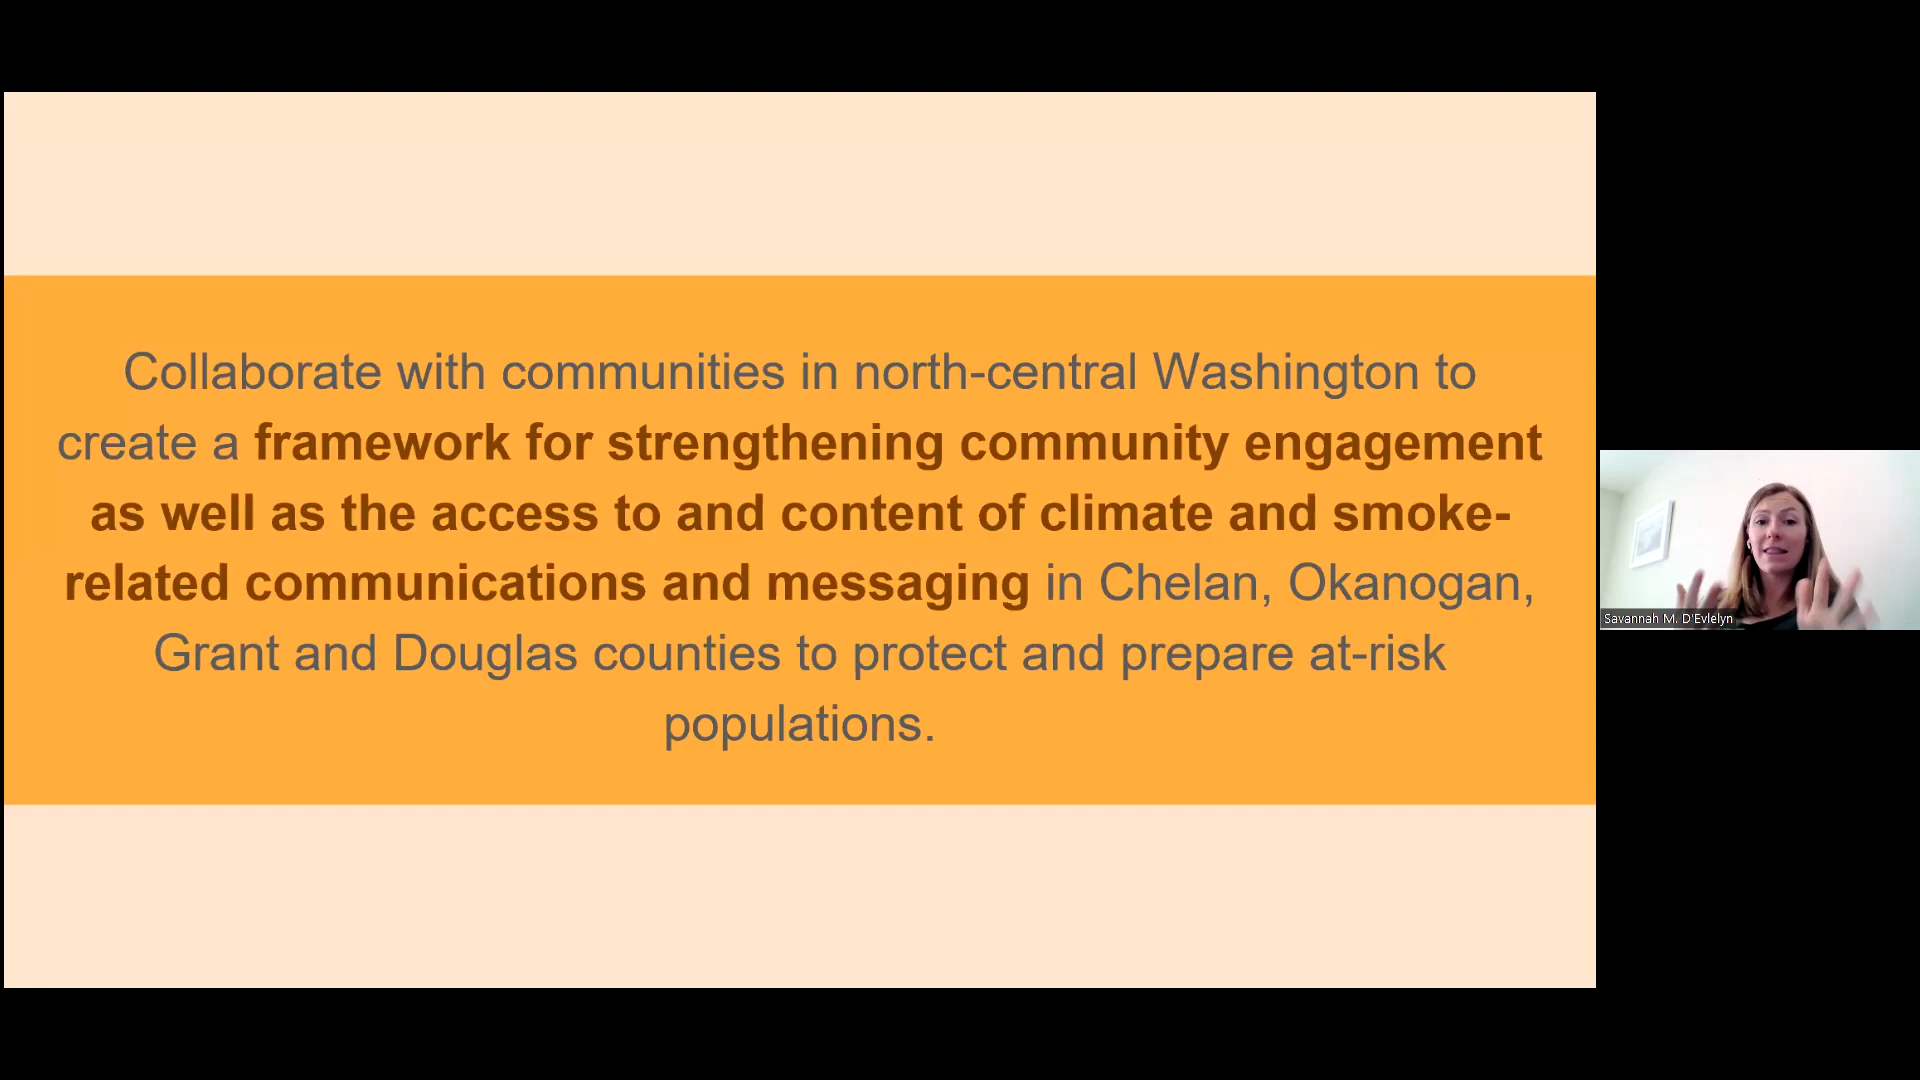 Collaborate with communities in north-central Washington to
create a framework for strengthening community engagement
as well as the access to and content of climate and smoke-
related communications and messaging in Chelan, Okanogan,
Grant and Douglas counties to protect and prepare at-risk
populations.
Savannah M. D'Evlelyn